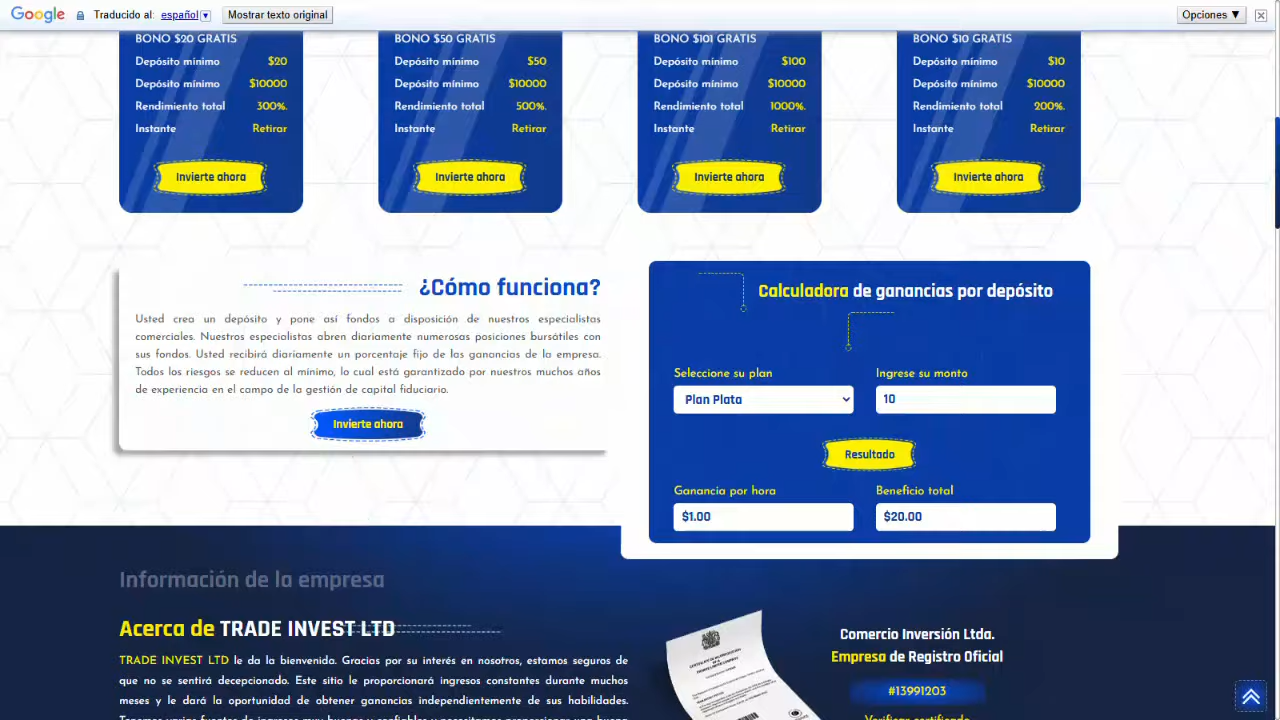 Google Traducido al: español Mostrar texto original Opciones ▼
BONO $20 GRATIS
Depósito mínimo $20
Depósito mínimo $10000
Rendimiento total 300%.
Instante Retirar
Invierte ahora
BONO $50 GRATIS
Depósito mínimo $50
Depósito mínimo $10000
Rendimiento total 500%.
Instante Retirar
Invierte ahora
BONO $101 GRATIS
Depósito mínimo $100
Depósito mínimo $10000
Rendimiento total 1000%.
Instante Retirar
Invierte ahora
BONO $10 GRATIS
Depósito mínimo $10
Depósito mínimo $10000
Rendimiento total 200%.
Instante Retirar
Invierte ahora
¿Cómo funciona?
Usted crea un depósito y pone así fondos a disposición de nuestros especialistas
comerciales. Nuestros especialistas abren diariamente numerosas posiciones bursátiles con
sus fondos. Usted recibirá diariamente un porcentaje fijo de las ganancias de la empresa.
Todos los riesgos se reducen al mínimo, lo cual está garantizado por nuestros muchos años
de experiencia en el campo de la gestión de capital fiduciario.
Invierte ahora
Calculadora de ganancias por depósito
Seleccione su plan Ingrese su monto
Plan Plata 10
Resultado
Ganancia por hora Beneficio total
$1.00 $20.00
Información de la empresa
Acerca de TRADE INVEST LTD
TRADE INVEST LTD le da la bienvenida. Gracias por su interés en nosotros, estamos seguros de
que no se sentirá decepcionado. Este sitio le proporcionará ingresos constantes durante muchos
meses y le dará la oportunidad de obtener ganancias independientemente de sus habilidades.
Comercio Inversión Ltda.
Empresa de Registro Oficial
#13991203
Verificar certificado